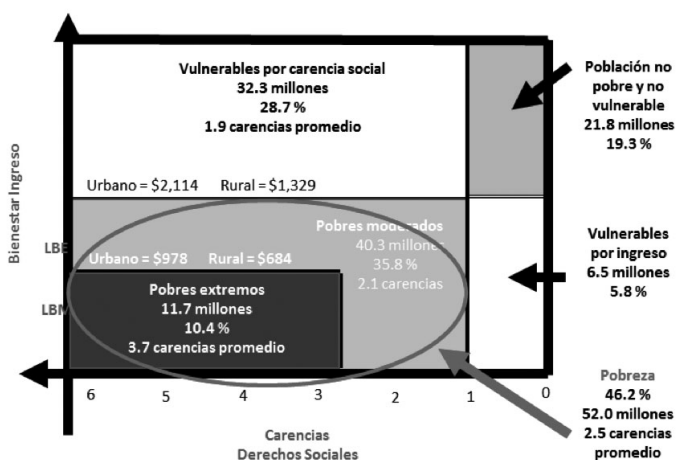 Vulnerables por carencia social
32.3 millones
28.7 %
1.9 carencias promedio
Población no
pobre y no
vulnerable
21.8 millones
19.3 %
Bienestar Ingreso
Urbano = $2,114 Rural = $1,329
LBE
Pobres moderados
40.3 millones
35.8 %
2.1 carencias
Urbano = $978 Rural = $684
LBM
Pobres extremos
11.7 millones
10.4 %
3.7 carencias promedio
Vulnerables
por ingreso
6.5 millones
5.8 %
6 5 4 3 2 1 0
Carencias
Derechos Sociales
Pobreza
46.2 %
52.0 millones
2.5 carencias
promedio